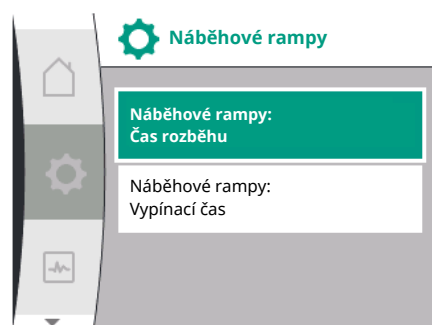 Náběhové rampy
Náběhové rampy:
Čas rozběhu
Náběhové rampy:
Vypínací čas